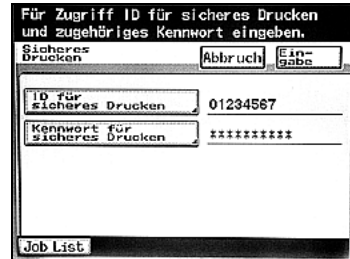 Für Zugriff ID für sicheres Drucken
und zugehöriges Kennwort eingeben.
Sicheres
Drucken
Abbruch
Ein-
gabe
ID für
sicheres Drucken
01234567
Kennwort für
sicheres Drucken
**********
Job List